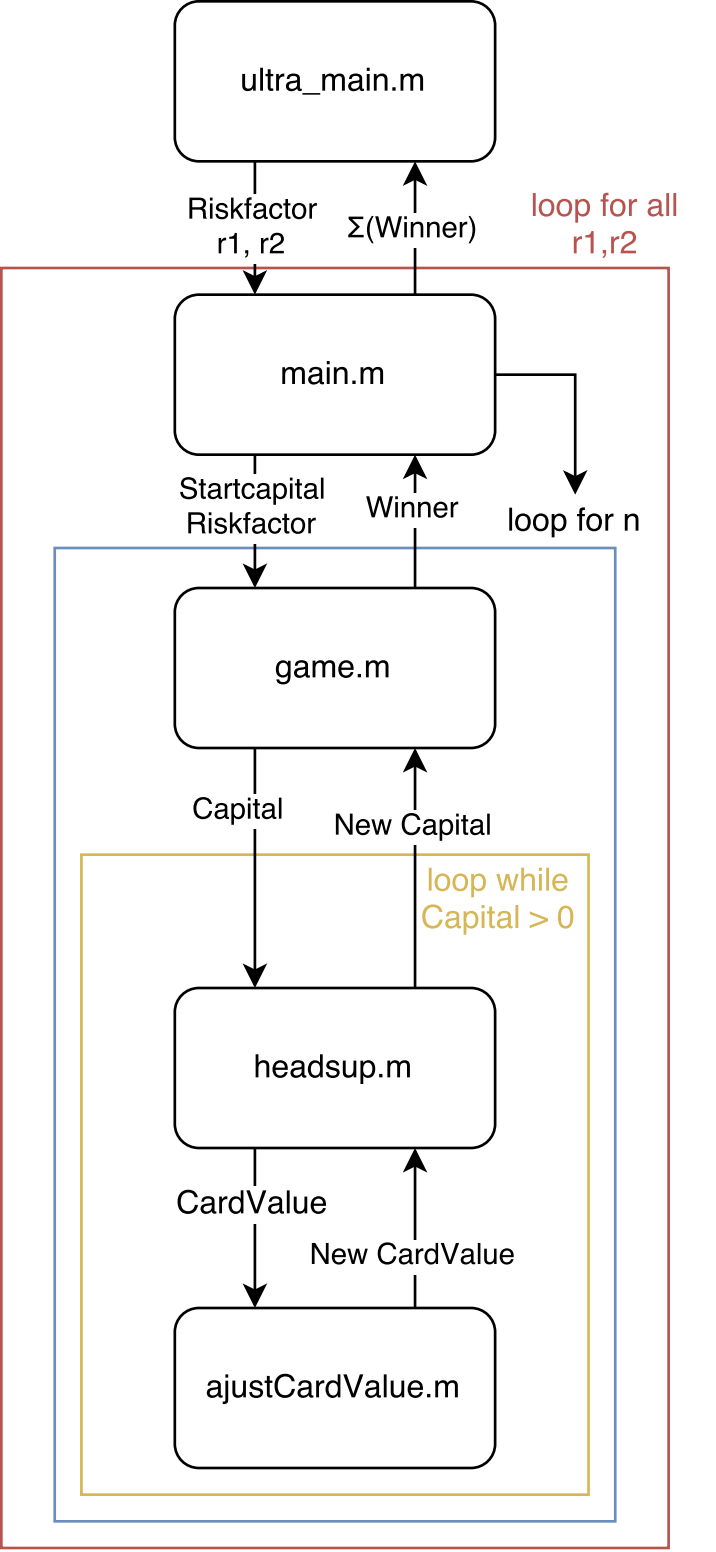 ultra_main.m
Riskfactor
r1, r2
Σ(Winner)
loop for all
r1,r2
main.m
Startcapital
Riskfactor
Winner
loop for n
game.m
Capital
New Capital
loop while
Capital > 0
headsup.m
CardValue
New CardValue
ajustCardValue.m